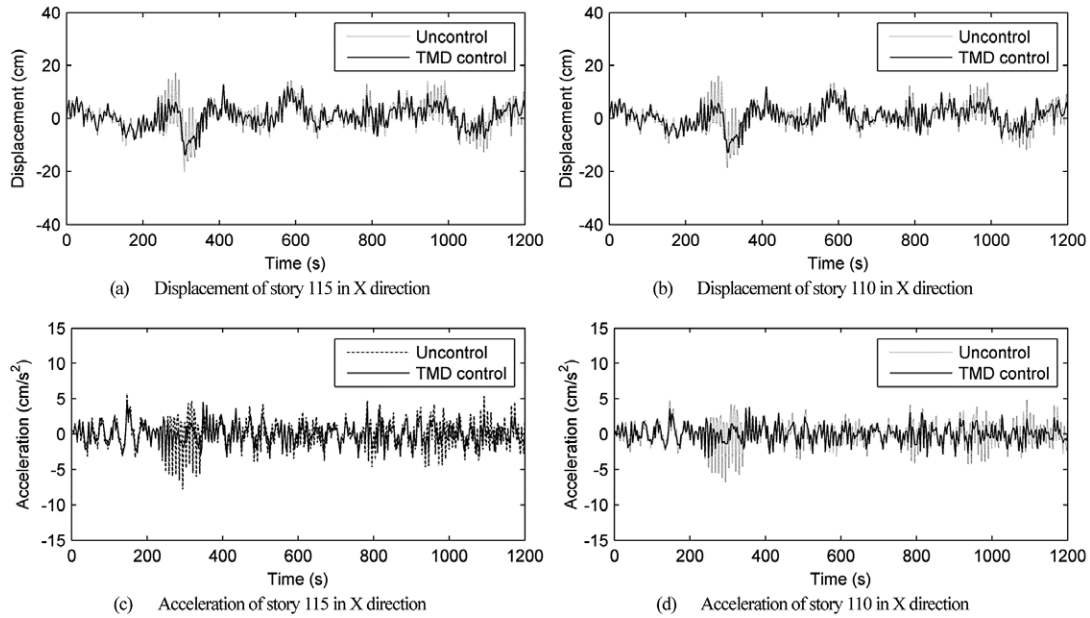 40
20
0
-20
-40
Displacement (cm)
Uncontrol
TMD control
0 200 400 600 800 1000 1200
Time (s)
(a) Displacement of story 115 in X direction
40
20
0
-20
-40
Displacement (cm)
Uncontrol
TMD control
0 200 400 600 800 1000 1200
Time (s)
(b) Displacement of story 110 in X direction
15
10
5
0
-5
-10
-15
Acceleration (cm/s²)
Uncontrol
TMD control
0 200 400 600 800 1000 1200
Time (s)
(c) Acceleration of story 115 in X direction
15
10
5
0
-5
-10
-15
Acceleration (cm/s²)
Uncontrol
TMD control
0 200 400 600 800 1000 1200
Time (s)
(d) Acceleration of story 110 in X direction